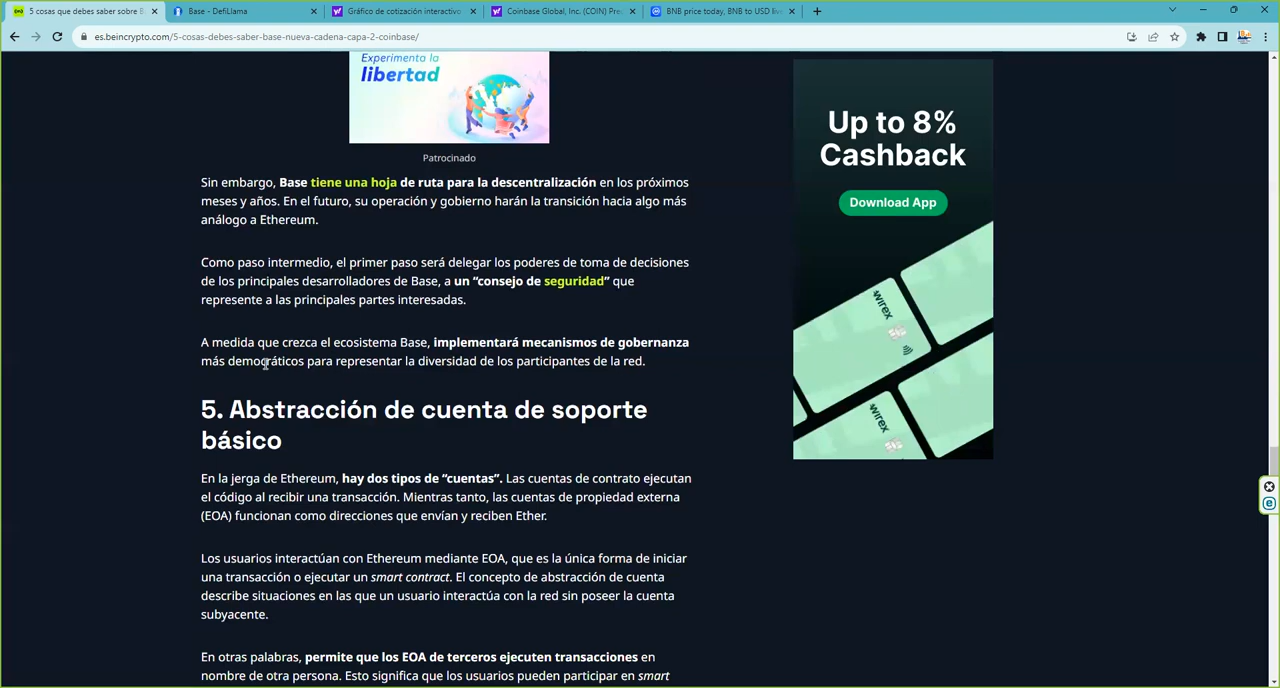 5 cosas que debes saber sobre B
Base - DefiLlama
Gráfico de cotización interactivo
Coinbase Global, Inc. (COIN) Prec
BNB price today, BNB to USD live
es.beincrypto.com/5-cosas-debes-saber-base-nueva-cadena-capa-2-coinbase/
Experimenta la
libertad
Patrocinado
Sin embargo, Base tiene una hoja de ruta para la descentralización en los próximos
meses y años. En el futuro, su operación y gobierno harán la transición hacia algo más
análogo a Ethereum.
Como paso intermedio, el primer paso será delegar los poderes de toma de decisiones
de los principales desarrolladores de Base, a un “consejo de seguridad” que
represente a las principales partes interesadas.
A medida que crezca el ecosistema Base, implementará mecanismos de gobernanza
más democráticos para representar la diversidad de los participantes de la red.
5. Abstracción de cuenta de soporte
básico
En la jerga de Ethereum, hay dos tipos de “cuentas”. Las cuentas de contrato ejecutan
el código al recibir una transacción. Mientras tanto, las cuentas de propiedad externa
(EOA) funcionan como direcciones que envían y reciben Ether.
Los usuarios interactúan con Ethereum mediante EOA, que es la única forma de iniciar
una transacción o ejecutar un smart contract. El concepto de abstracción de cuenta
describe situaciones en las que un usuario interactúa con la red sin poseer la cuenta
subyacente.
En otras palabras, permite que los EOA de terceros ejecuten transacciones en
nombre de otra persona. Esto significa que los usuarios pueden participar en smart
Up to 8%
Cashback
Download App
wirex
wirex